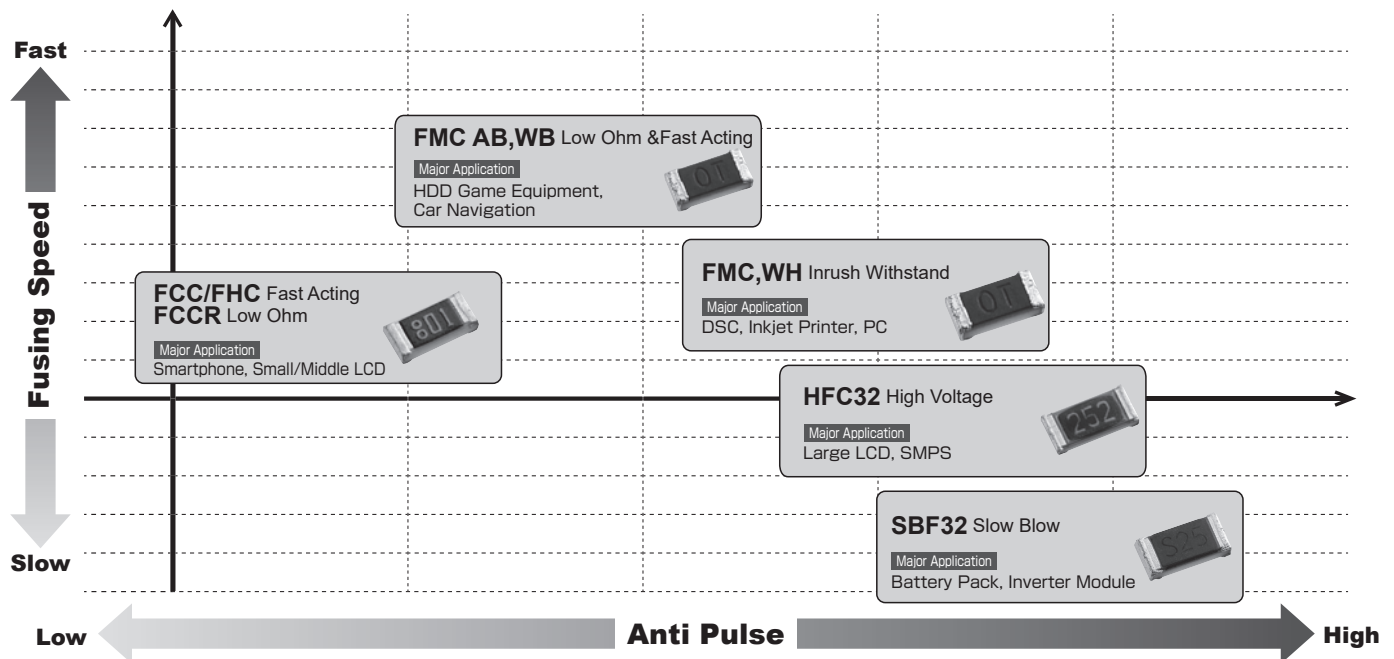 Fast
Fusing Speed
Slow
FMC AB,WB Low Ohm &Fast Acting
Major Application
HDD Game Equipment,
Car Navigation
OT
FMC,WH Inrush Withstand
Major Application
DSC, Inkjet Printer, PC
OT
FCC/FHC Fast Acting
FCCR Low Ohm
Major Application
Smartphone, Small/Middle LCD
801
HFC32 High Voltage
Major Application
Large LCD, SMPS
252
SBF32 Slow Blow
Major Application
Battery Pack, Inverter Module
S25
Low
Anti Pulse
High